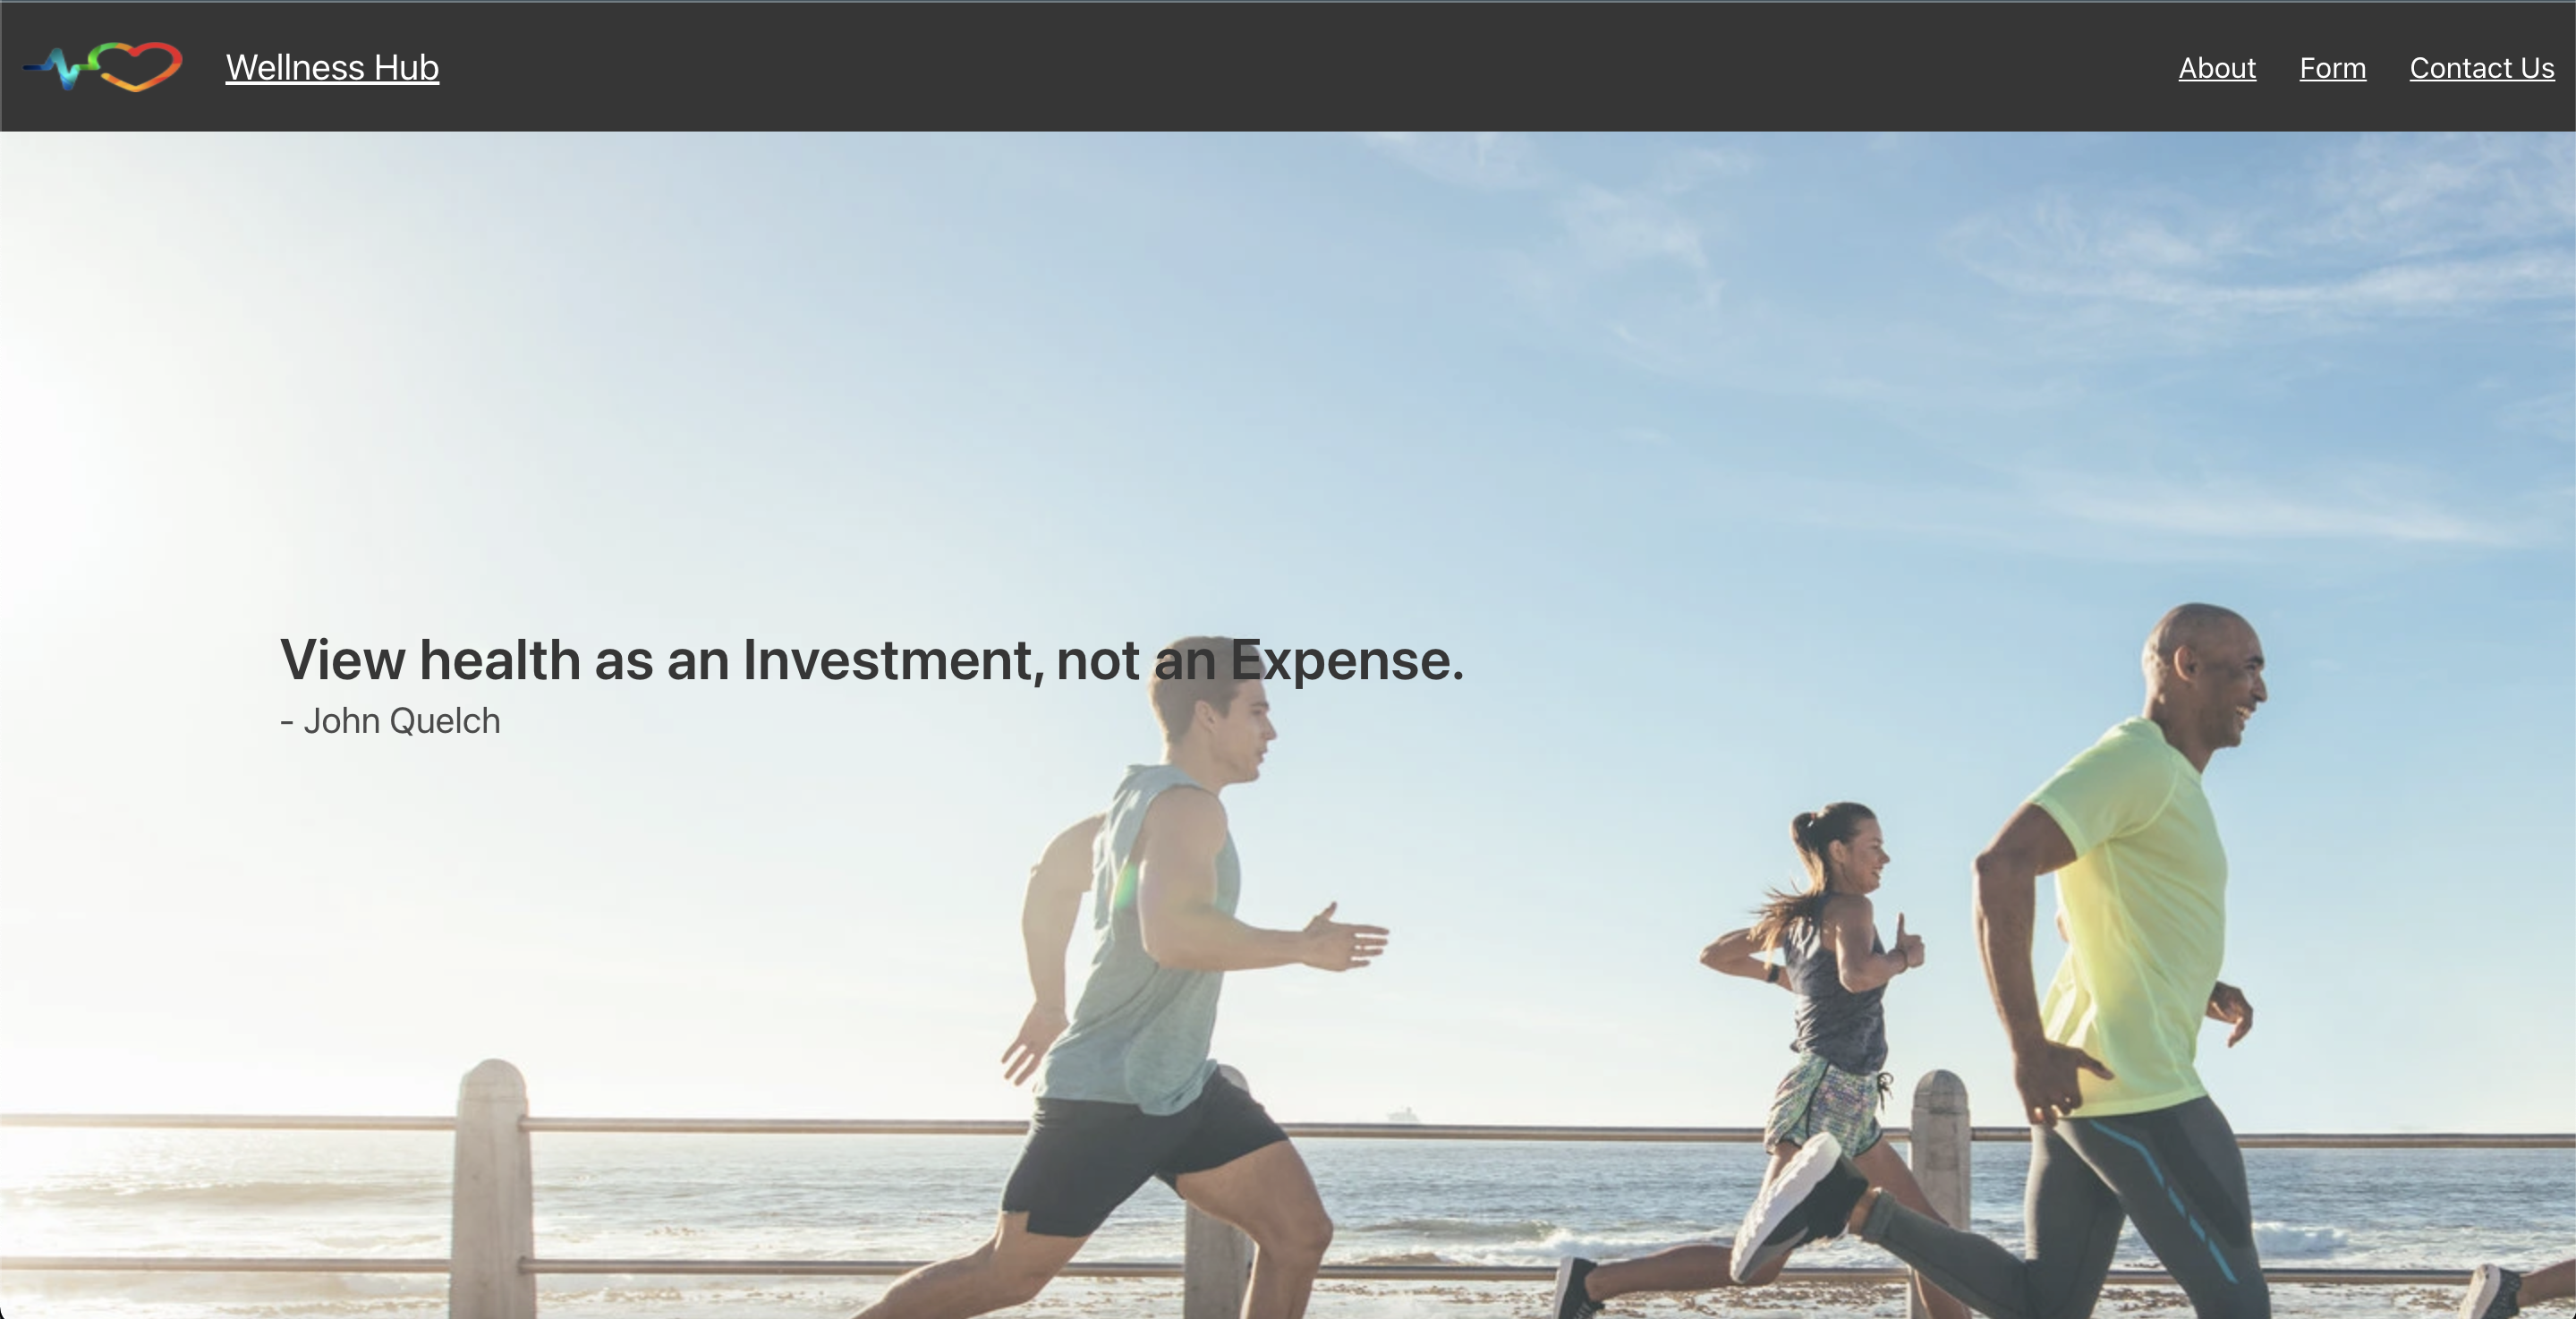 Wellness Hub
About
Form
Contact Us
View health as an Investment, not an Expense.
- John Quelch